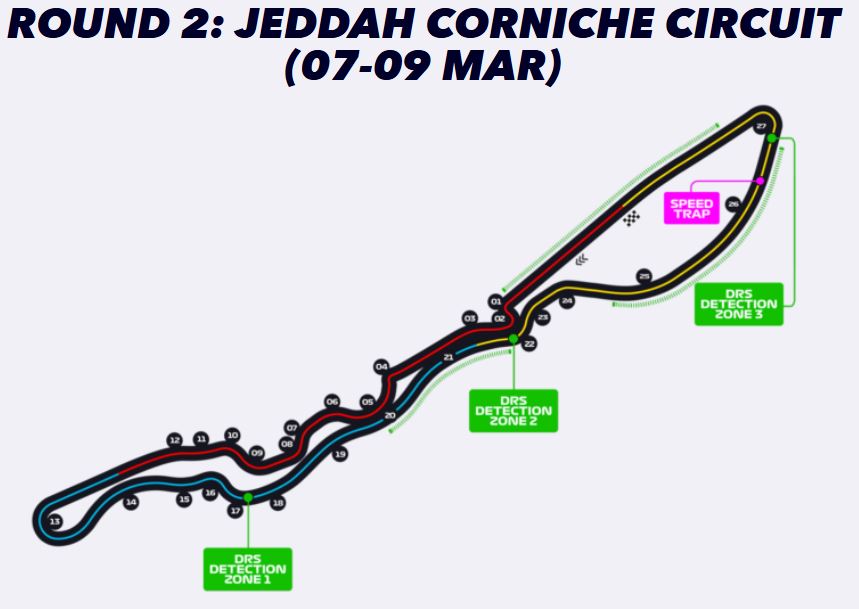 ROUND 2: JEDDAH CORNICHE CIRCUIT
(07-09 MAR)
27
SPEED
TRAP
26
25
DRS
DETECTION
ZONE 3
24
01
02
03
23
22
21
04
DRS
DETECTION
ZONE 2
06
05
20
07
08
12
11
10
09
19
16
15
14
17
18
13
DRS
DETECTION
ZONE 1